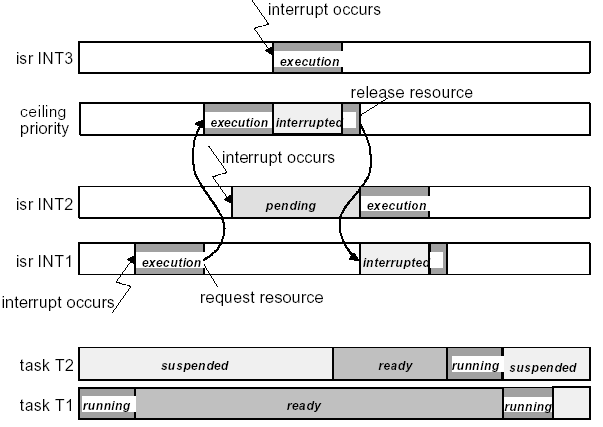 interrupt occurs
isr INT3
execution
release resource
ceiling
priority
execution
interrupted
interrupt occurs
isr INT2
pending
execution
isr INT1
execution
interrupted
interrupt occurs
request resource
task T2
suspended
ready
running
suspended
task T1
running
ready
running